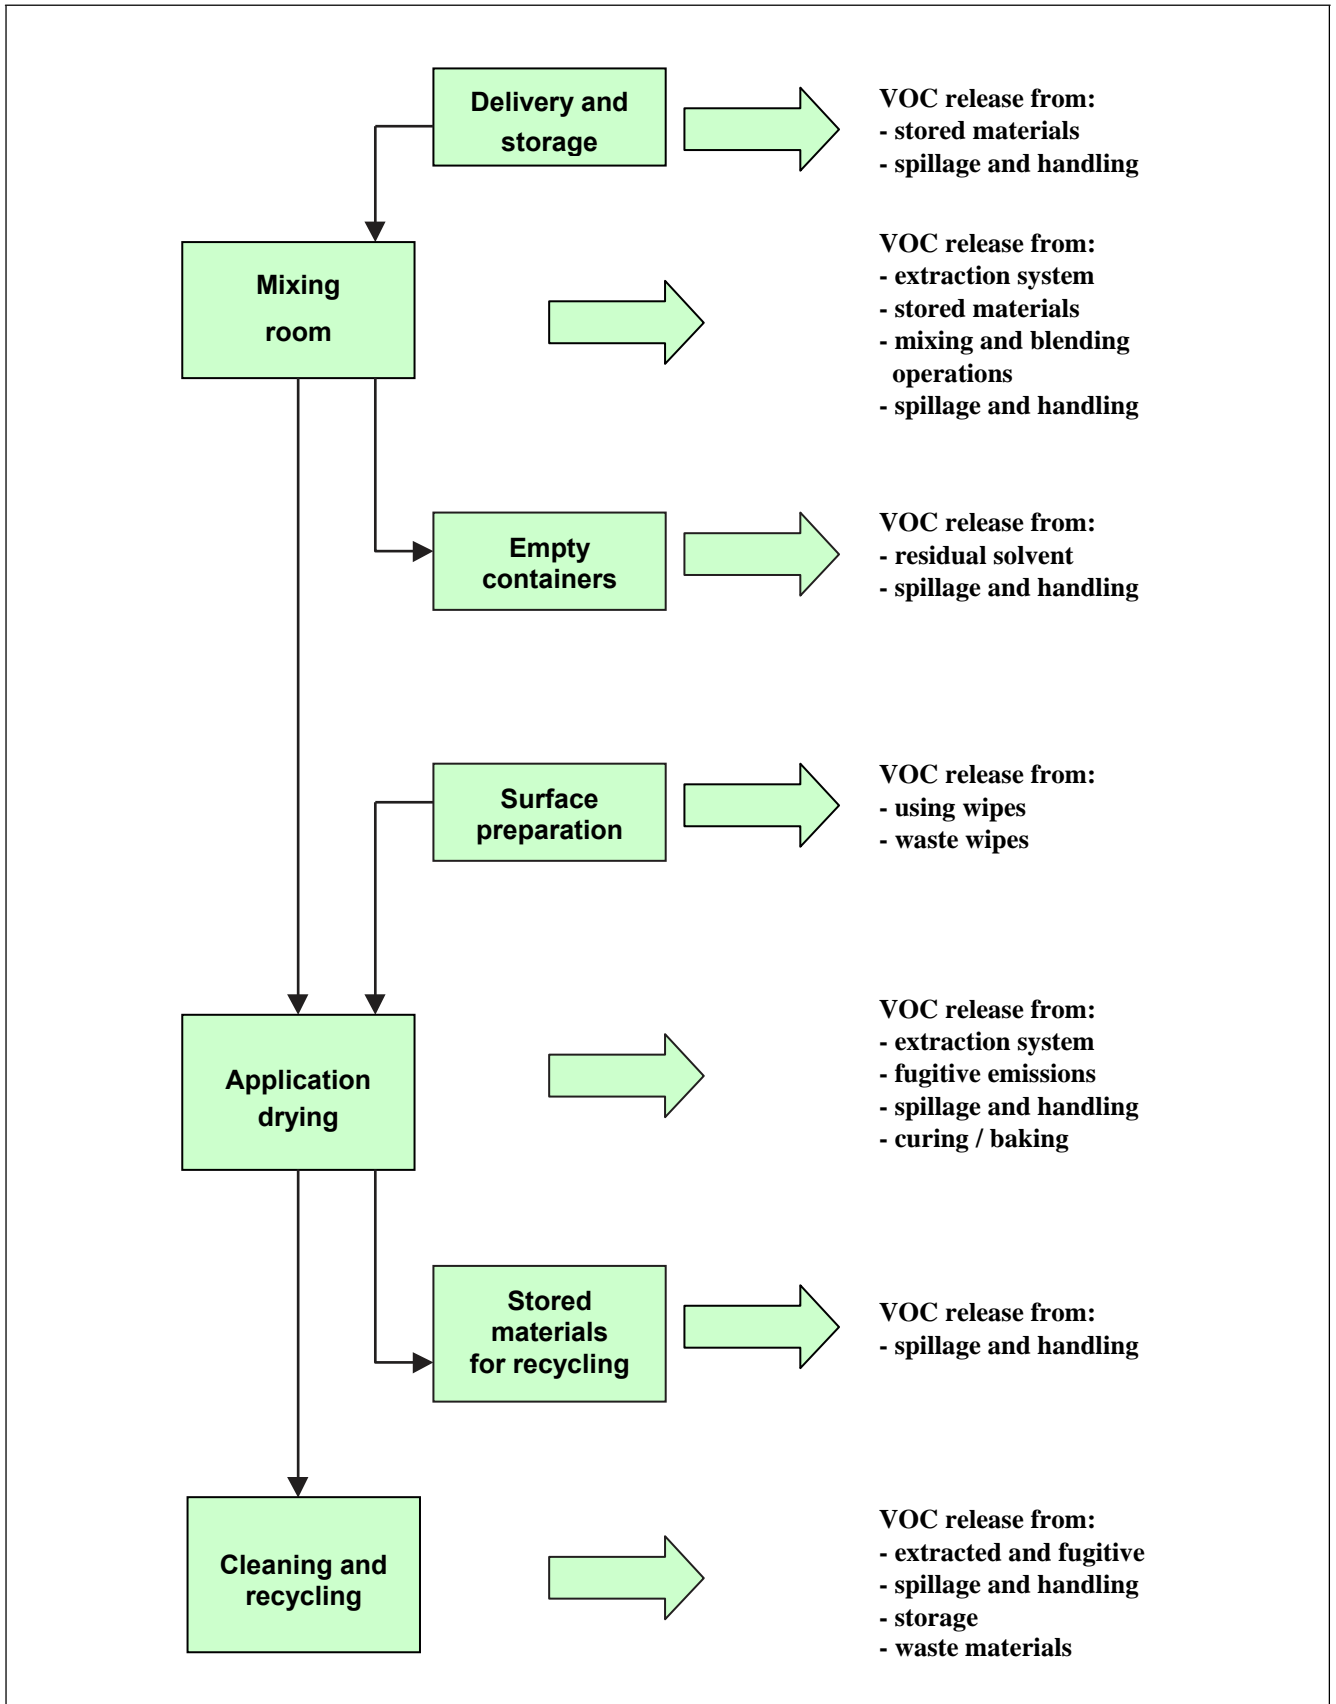 Delivery and
storage
VOC release from:
- stored materials
- spillage and handling
Mixing
room
VOC release from:
- extraction system
- stored materials
- mixing and blending
operations
- spillage and handling
Empty
containers
VOC release from:
- residual solvent
- spillage and handling
Surface
preparation
VOC release from:
- using wipes
- waste wipes
Application
drying
VOC release from:
- extraction system
- fugitive emissions
- spillage and handling
- curing / baking
Stored
materials
for recycling
VOC release from:
- spillage and handling
Cleaning and
recycling
VOC release from:
- extracted and fugitive
- spillage and handling
- storage
- waste materials